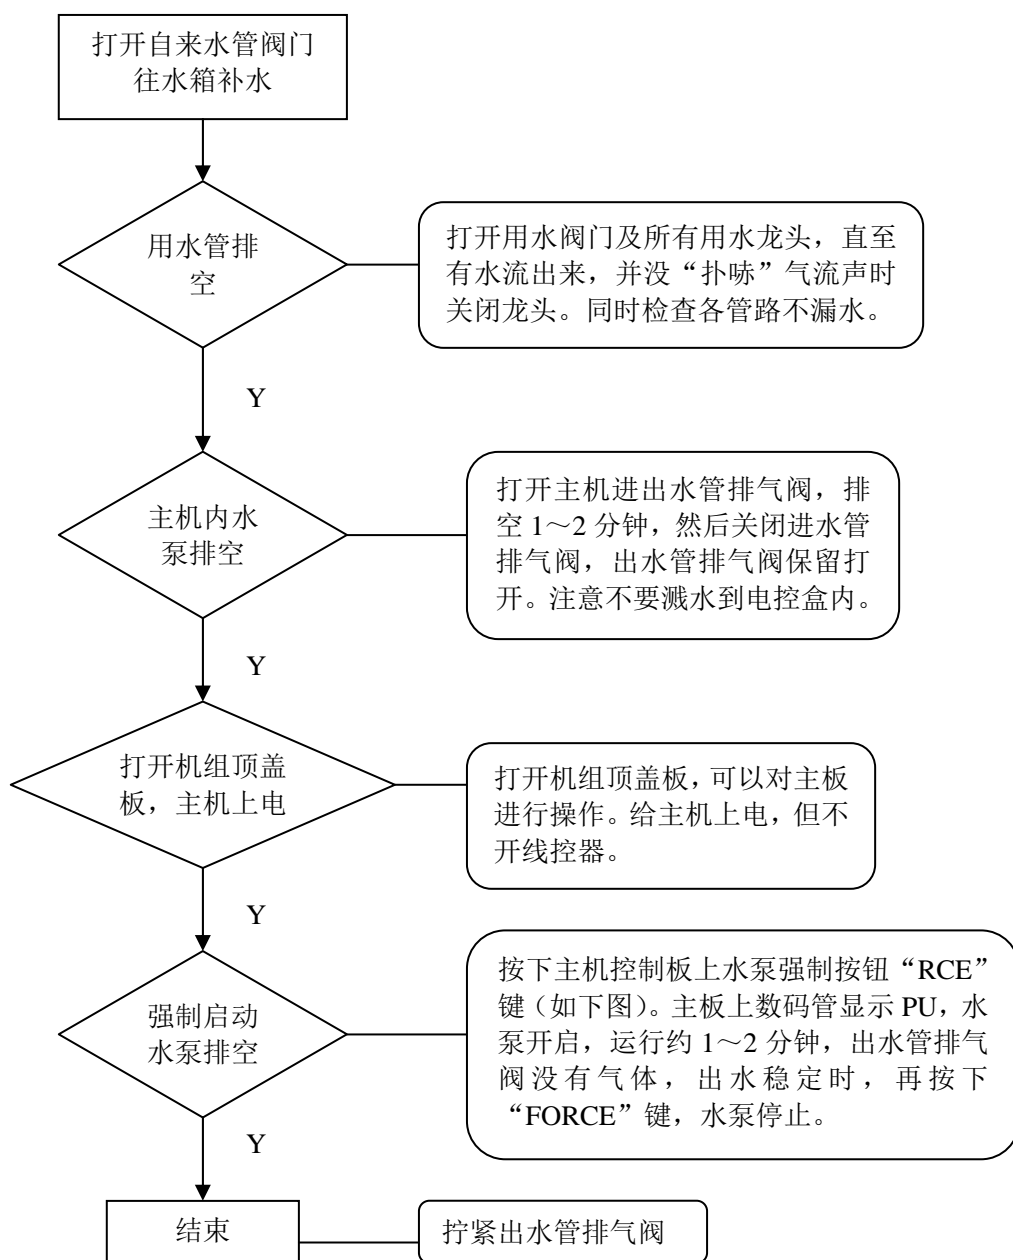 打开自来水管阀门
往水箱补水
用水管排
空
打开用水阀门及所有用水龙头，直至
有水流出来，并没“扑哧”气流声时
关闭龙头。同时检查各管路不漏水。
Y
主机内水
泵排空
打开主机进出水管排气阀，排
空 1～2 分钟，然后关闭进水管
排气阀，出水管排气阀保留打
开。注意不要溅水到电控盒内。
Y
打开机组顶盖
板，主机上电
打开机组顶盖板，可以对主板
进行操作。给主机上电，但不
开线控器。
Y
强制启动
水泵排空
按下主机控制板上水泵强制按钮“RCE”
键（如下图）。主板上数码管显示 PU，水
泵开启，运行约 1～2 分钟，出水管排气
阀没有气体，出水稳定时，再按下
“FORCE”键，水泵停止。
Y
结束
拧紧出水管排气阀